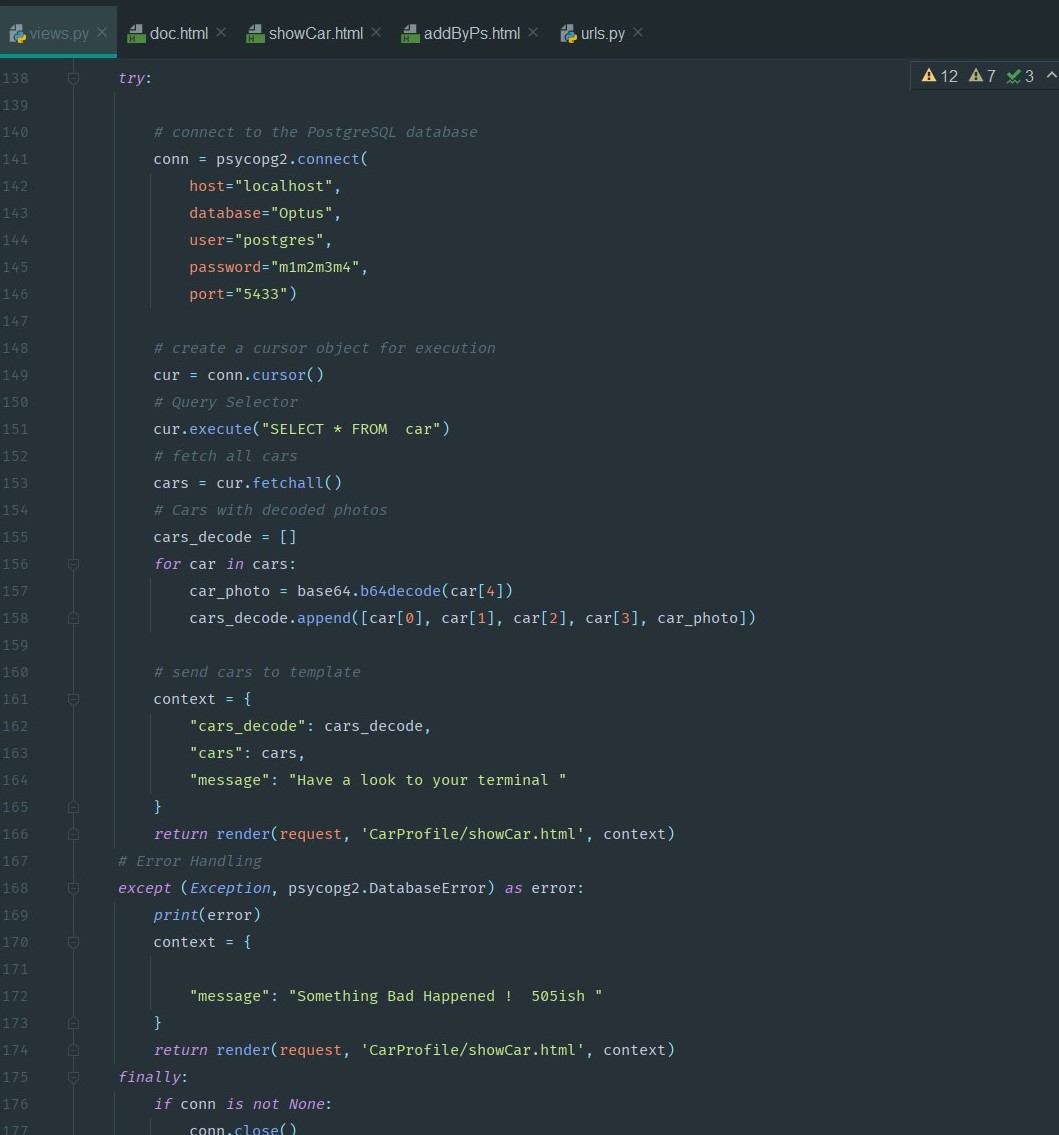 views.py × doc.html × showCar.html × addByPs.html × urls.py ×
12 7 3
138 try:
139
140 # connect to the PostgreSQL database
141 conn = psycopg2.connect(
142 host="localhost",
143 database="Optus",
144 user="postgres",
145 password="m1m2m3m4",
146 port="5433")
147
148 # create a cursor object for execution
149 cur = conn.cursor()
150 # Query Selector
151 cur.execute("SELECT * FROM  car")
152 # fetch all cars
153 cars = cur.fetchall()
154 # Cars with decoded photos
155 cars_decode = []
156 for car in cars:
157 car_photo = base64.b64decode(car[4])
158 cars_decode.append([car[0], car[1], car[2], car[3], car_photo])
159
160 # send cars to template
161 context = {
162 "cars_decode": cars_decode,
163 "cars": cars,
164 "message": "Have a look to your terminal "
165 }
166 return render(request, 'CarProfile/showCar.html', context)
167 # Error Handling
168 except (Exception, psycopg2.DatabaseError) as error:
169 print(error)
170 context = {
171
172 "message": "Something Bad Happened !  505ish "
173 }
174 return render(request, 'CarProfile/showCar.html', context)
175 finally:
176 if conn is not None:
177 conn.close()